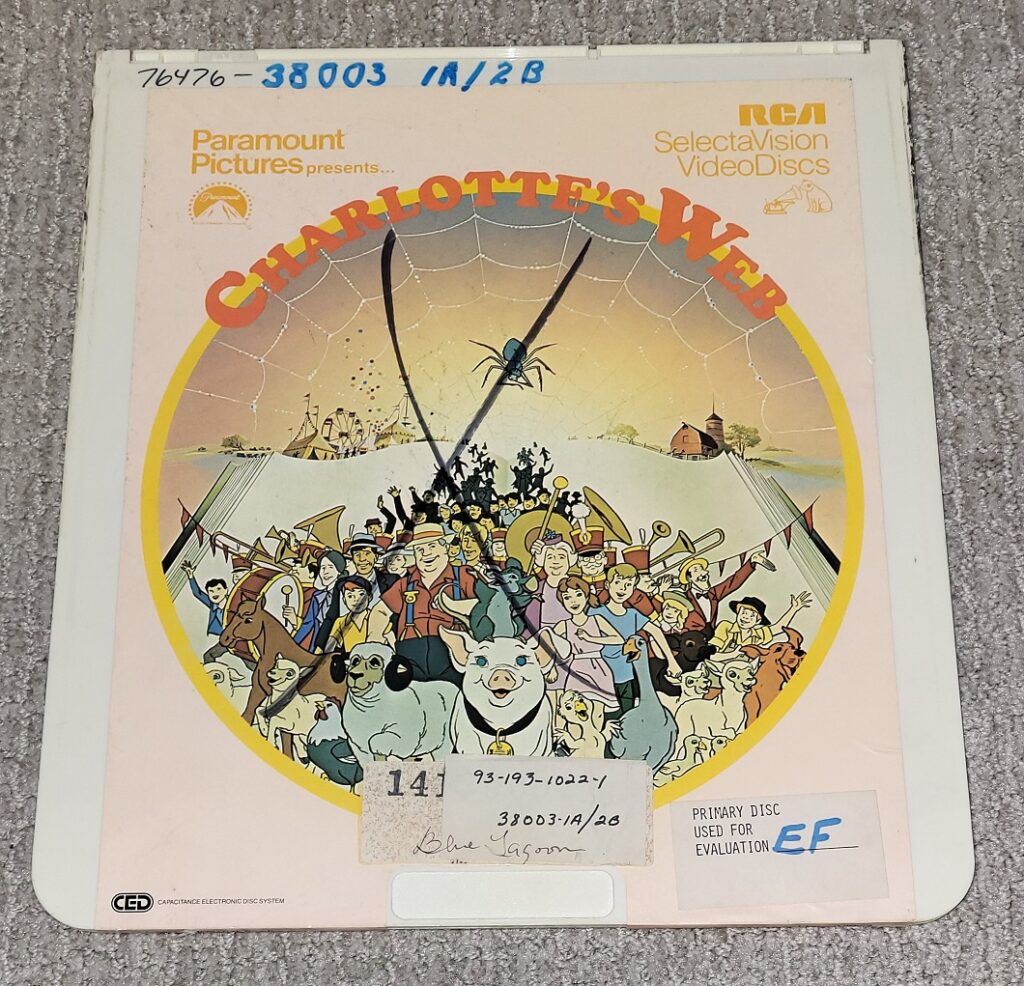 76476-38003 1A/2B
RCA
Paramount
Pictures presents...
SelectaVision
VideoDiscs
Paramount
CHARLOTTE'S WEB
141
93-193-1022-1
38003-1A/2B
Blue Lagoon
PRIMARY DISC
USED FOR
EVALUATION EF
CED CAPACITANCE ELECTRONIC DISC SYSTEM